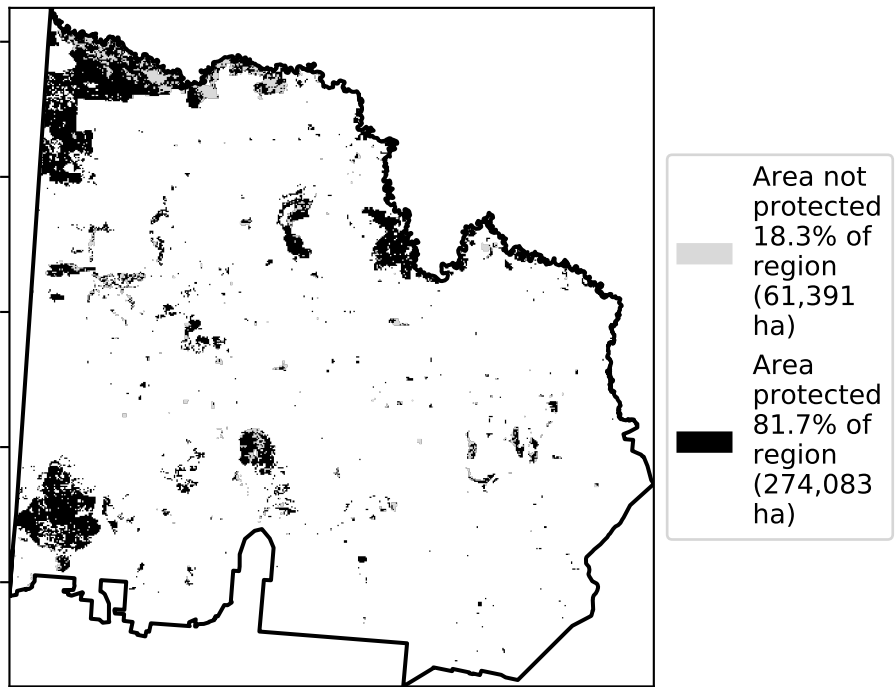 Area not
protected
18.3% of
region
(61,391
ha)
Area
protected
81.7% of
region
(274,083
ha)